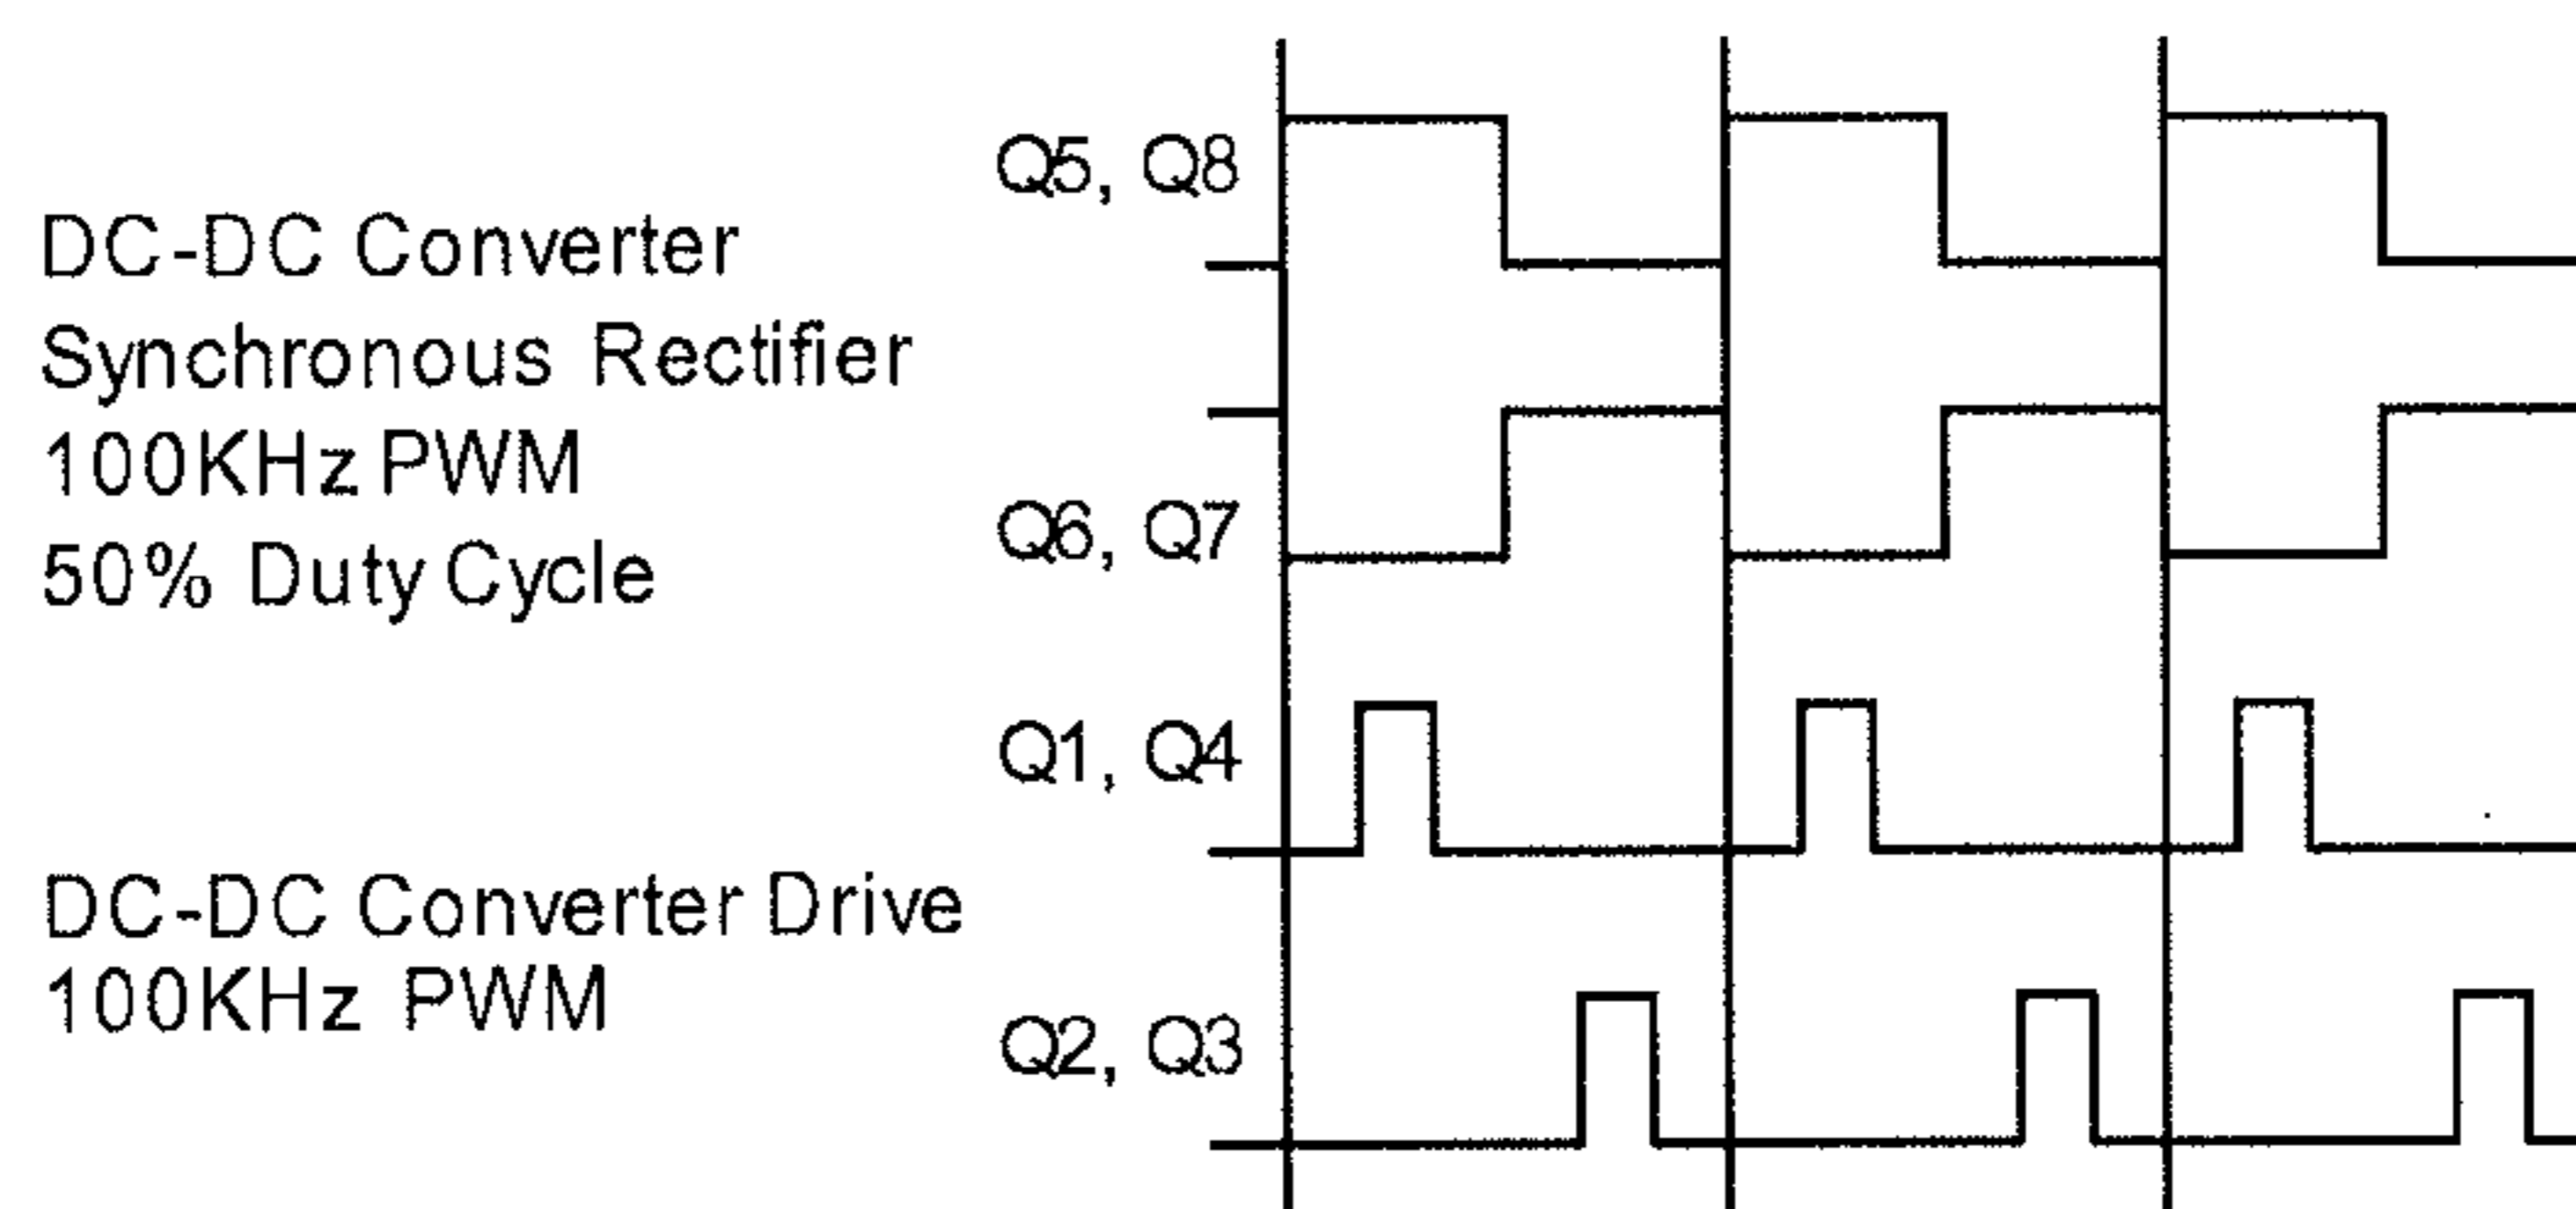 DC-DC Converter
Synchronous Rectifier
100KHz PWM
50% Duty Cycle
Q5, Q8
Q6, Q7
DC-DC Converter Drive
100KHz PWM
Q1, Q4
Q2, Q3